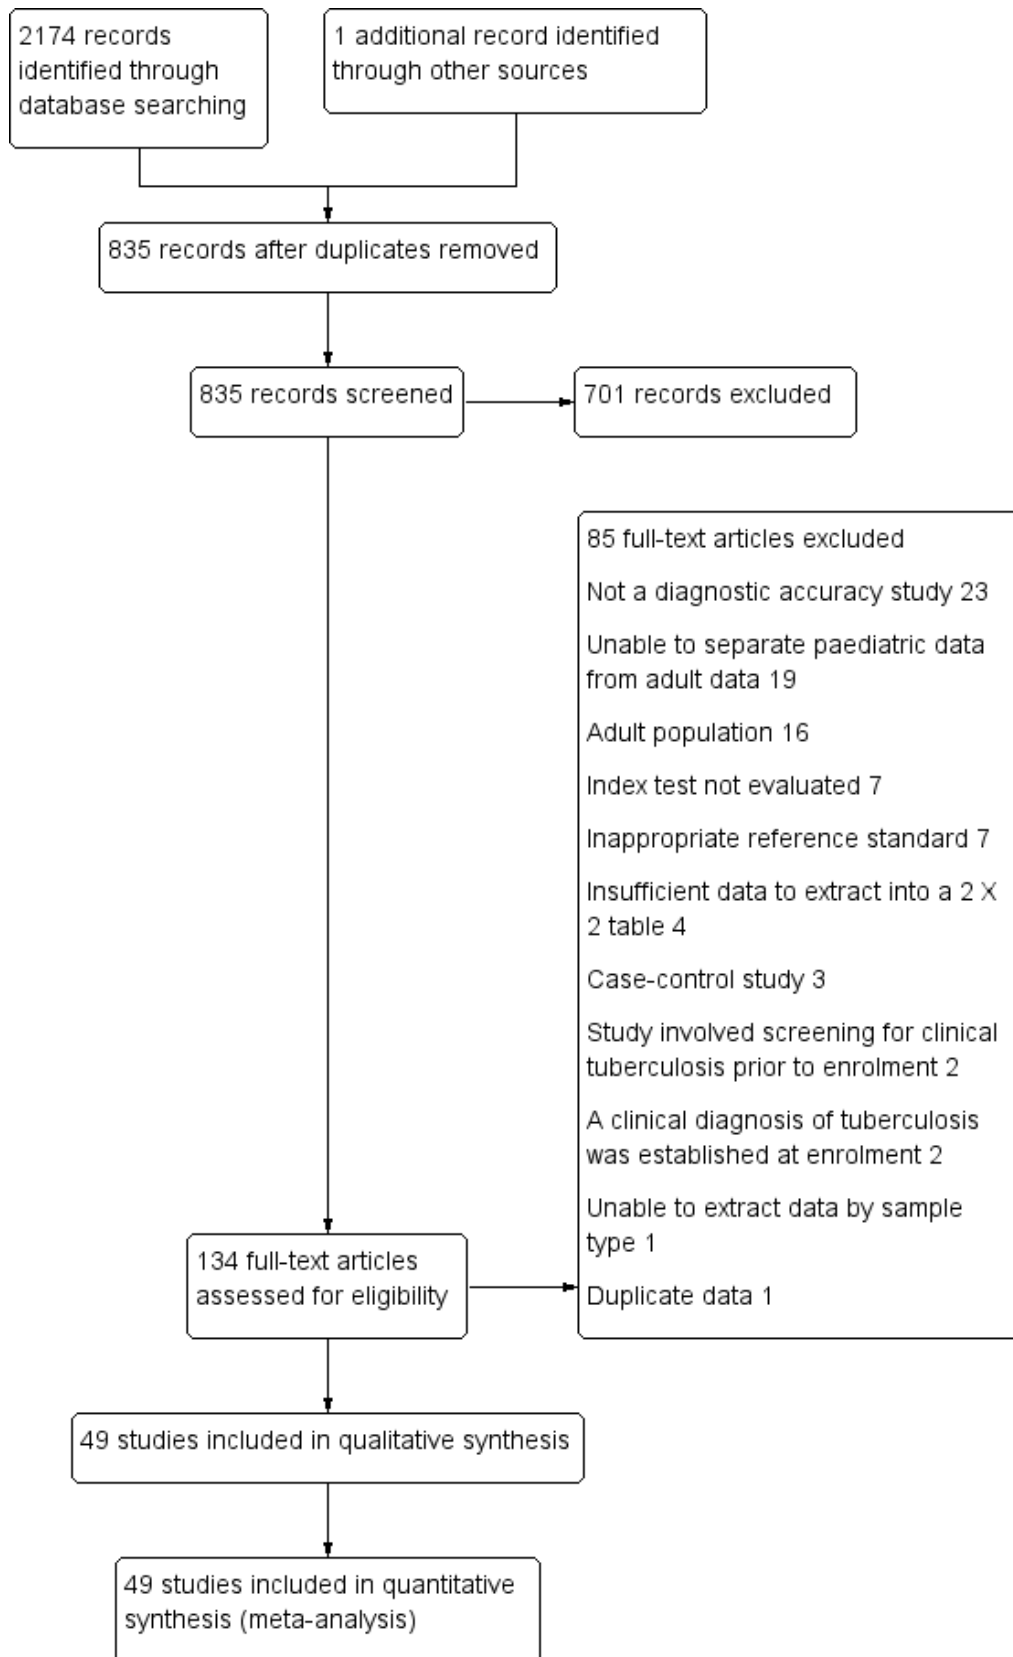 2174 records
identified through
database searching
1 additional record identified
through other sources
835 records after duplicates removed
835 records screened
701 records excluded
85 full-text articles excluded
Not a diagnostic accuracy study 23
Unable to separate paediatric data
from adult data 19
Adult population 16
Index test not evaluated 7
Inappropriate reference standard 7
Insufficient data to extract into a 2 X
2 table 4
Case-control study 3
Study involved screening for clinical
tuberculosis prior to enrolment 2
A clinical diagnosis of tuberculosis
was established at enrolment 2
Unable to extract data by sample
type 1
Duplicate data 1
134 full-text articles
assessed for eligibility
49 studies included in qualitative synthesis
49 studies included in quantitative
synthesis (meta-analysis)